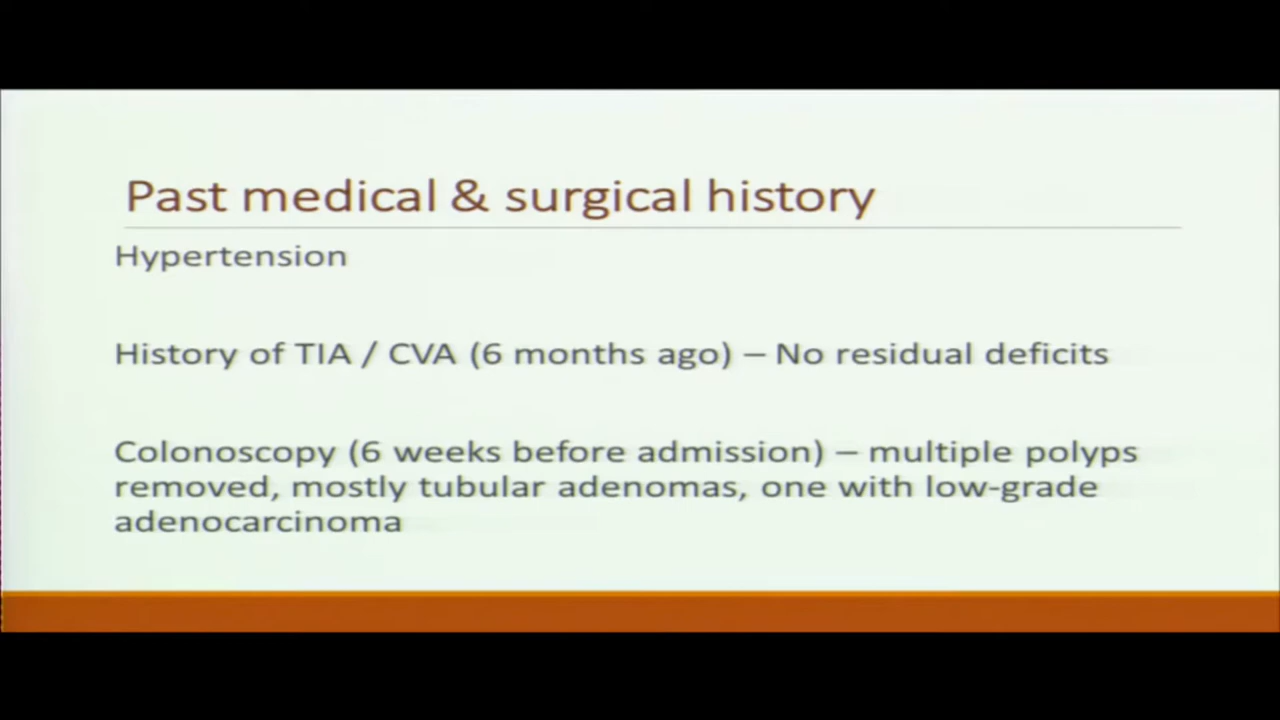 Past medical & surgical history
Hypertension
History of TIA / CVA (6 months ago) – No residual deficits
Colonoscopy (6 weeks before admission) – multiple polyps
removed, mostly tubular adenomas, one with low-grade
adenocarcinoma